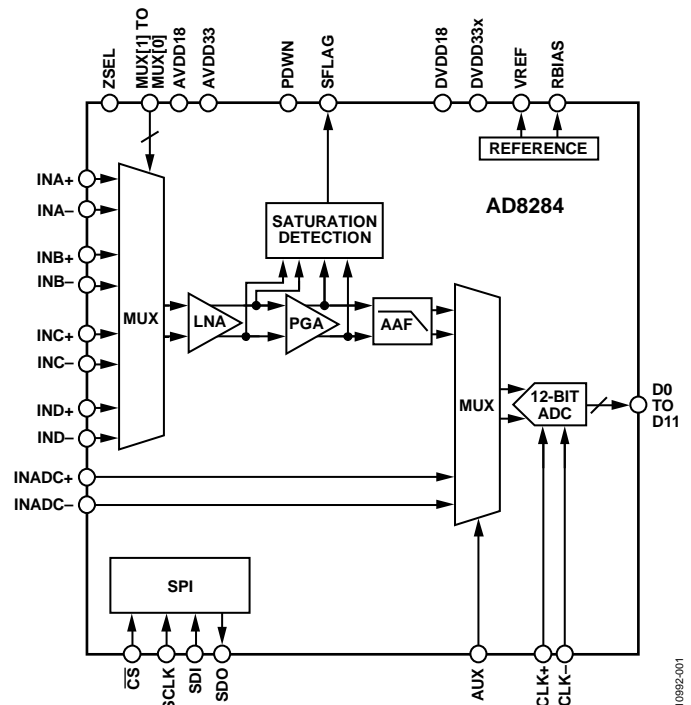 ZSEL
MUX[1] TO
MUX[0]
AVDD18
AVDD33
PDWN
SFLAG
DVDD18
DVDD33x
VREF
RBIAS
REFERENCE
AD8284
INA+
INA–
INB+
INB–
INC+
INC–
IND+
IND–
INADC+
INADC–
MUX
SATURATION
DETECTION
LNA
PGA
AAF
MUX
12-BIT
ADC
D0
TO
D11
SPI
CS
SCLK
SDI
SDO
AUX
CLK+
CLK–
10992-001